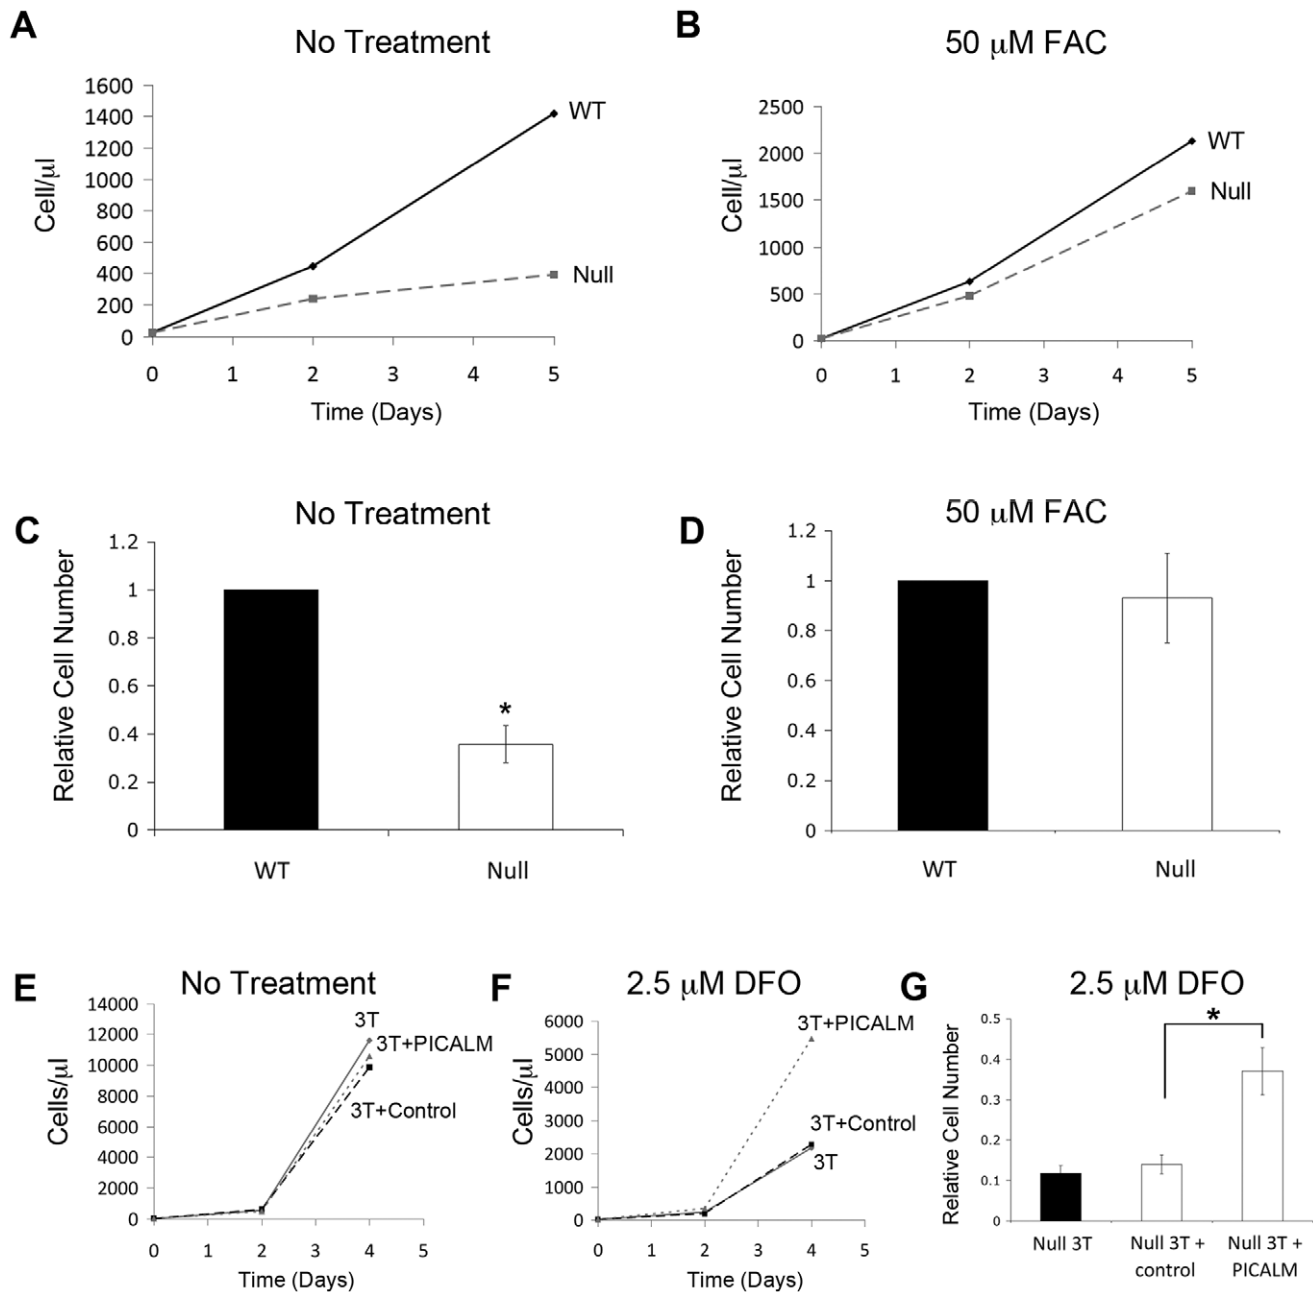 A
No Treatment
1600
1400
1200
1000
800
600
400
200
0
Cell/μl
WT
Null
0 1 2 3 4 5
Time (Days)
B
50 μM FAC
2500
2000
1500
1000
500
0
Cell/μl
WT
Null
0 1 2 3 4 5
Time (Days)
C
No Treatment
1.2
1
0.8
0.6
0.4
0.2
0
Relative Cell Number
*
WT Null
D
50 μM FAC
1.2
1
0.8
0.6
0.4
0.2
0
Relative Cell Number
WT Null
E
No Treatment
14000
12000
10000
8000
6000
4000
2000
0
Cells/μl
3T
3T+PICALM
3T+Control
0 1 2 3 4 5
Time (Days)
F
2.5 μM DFO
6000
5000
4000
3000
2000
1000
0
Cells/μl
3T+PICALM
3T+Control
3T
0 1 2 3 4 5
Time (Days)
G
2.5 μM DFO
0.5
0.4
0.3
0.2
0.1
0
Relative Cell Number
*
Null 3T
Null 3T +
control
Null 3T +
PICALM